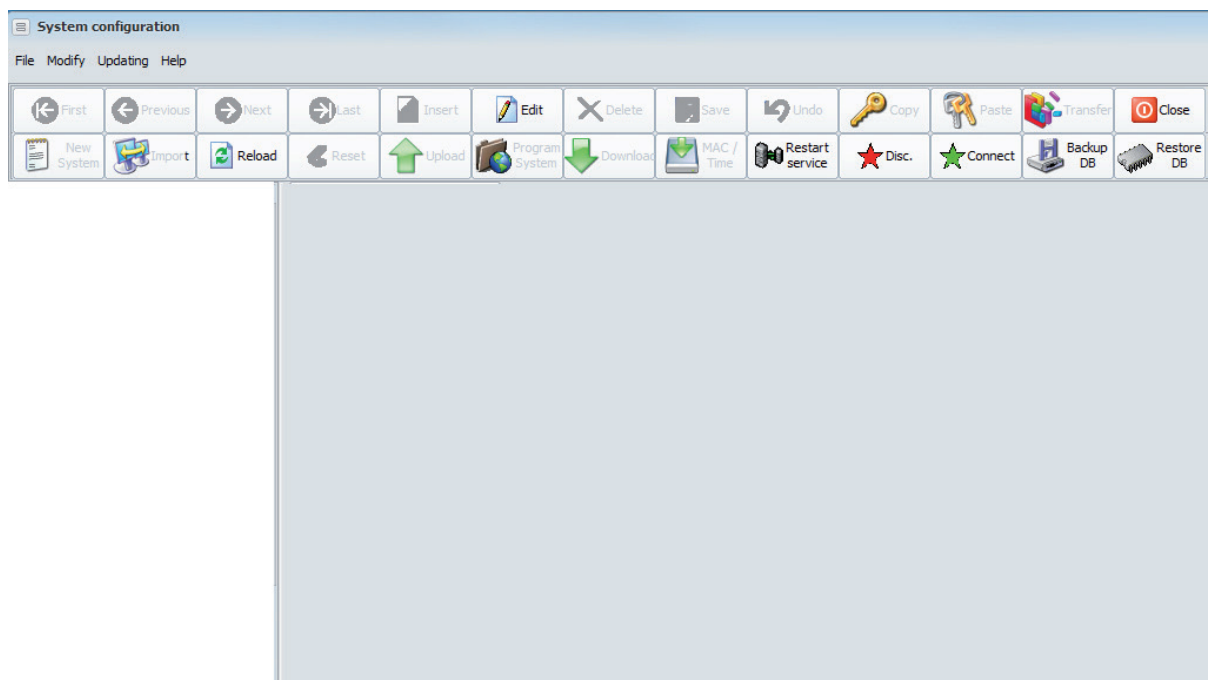 System configuration
File Modify Updating Help
First Previous Next Last Insert Edit Delete Save Undo Copy Paste Transfer Close
New System Import Reload Reset Upload Program System Download MAC / Time Restart service Disc. Connect Backup DB Restore DB